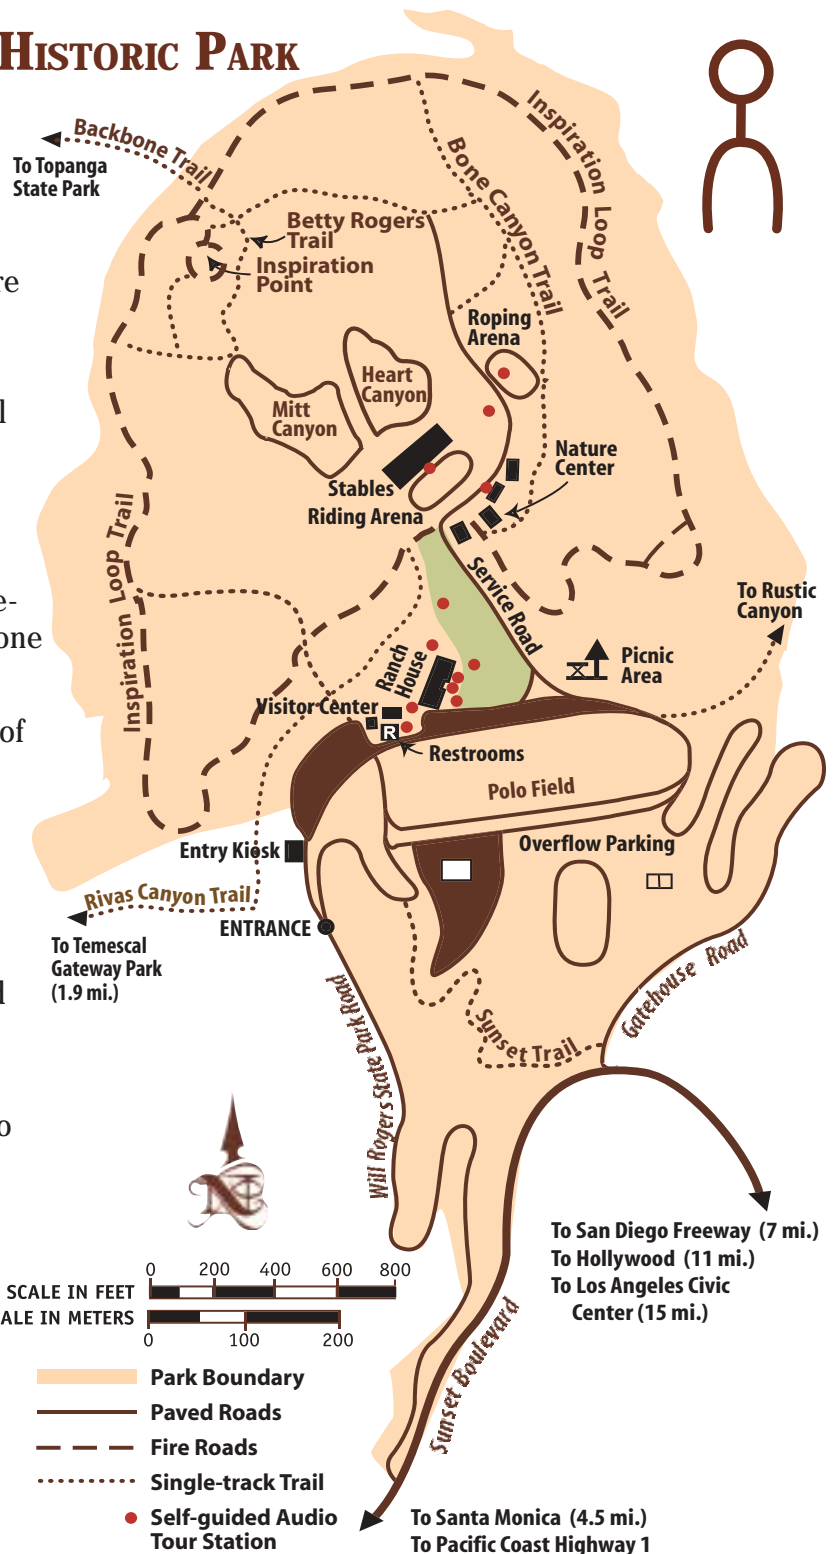 HISTORIC PARK
Backbone Trail
To Topanga
State Park
Inspiration Loop Trail
Bone Canyon Trail
Betty Rogers
Trail
Inspiration
Point
re
Roping
Arena
Heart
Canyon
Mitt
Canyon
l
Nature
Center
Stables
Riding Arena
Inspiration Loop Trail
Service Road
e-
one
To Rustic
Canyon
Picnic
Area
Ranch
House
Visitor Center
of
R
Restrooms
Polo Field
Entry Kiosk
Overflow Parking
Rivas Canyon Trail
ENTRANCE
To Temescal
Gateway Park
(1.9 mi.)
l
Gatehouse Road
Sunset Trail
Will Rogers State Park Road
o
N
To San Diego Freeway (7 mi.)
To Hollywood (11 mi.)
To Los Angeles Civic
Center (15 mi.)
0 200 400 600 800
SCALE IN FEET
ALE IN METERS
0 100 200
Sunset Boulevard
Park Boundary
Paved Roads
Fire Roads
Single-track Trail
Self-guided Audio
Tour Station
To Santa Monica (4.5 mi.)
To Pacific Coast Highway 1